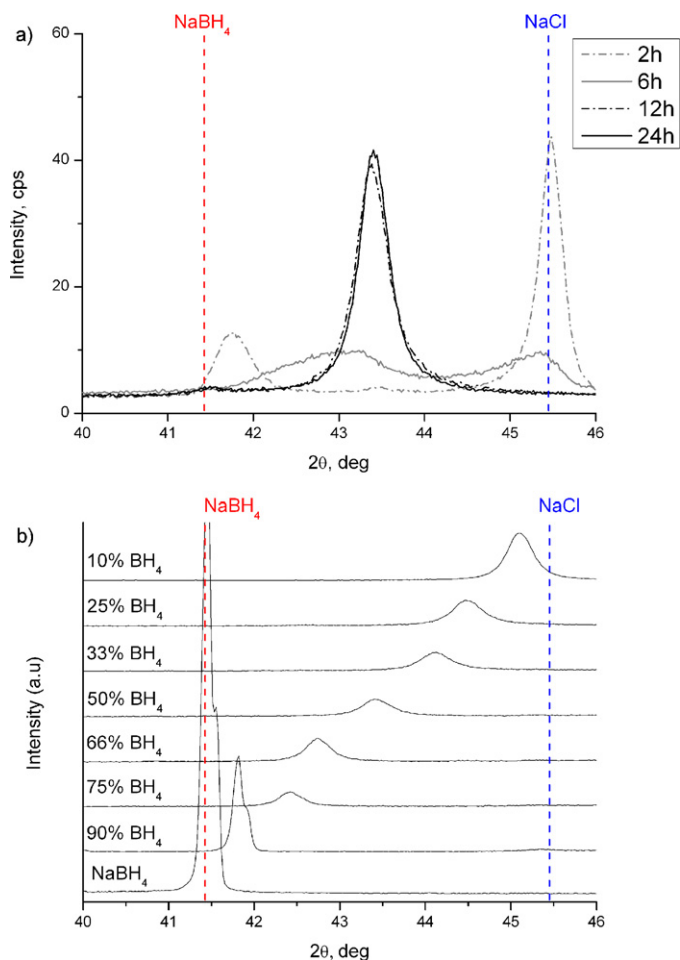 a)
NaBH₄
NaCl
60
40
20
0
Intensity, cps
2h
6h
12h
24h
40
41
42
43
44
45
46
2θ, deg
b)
NaBH₄
NaCl
Intensity (a.u)
10% BH₄
25% BH₄
33% BH₄
50% BH₄
66% BH₄
75% BH₄
90% BH₄
NaBH₄
40
41
42
43
44
45
46
2θ, deg